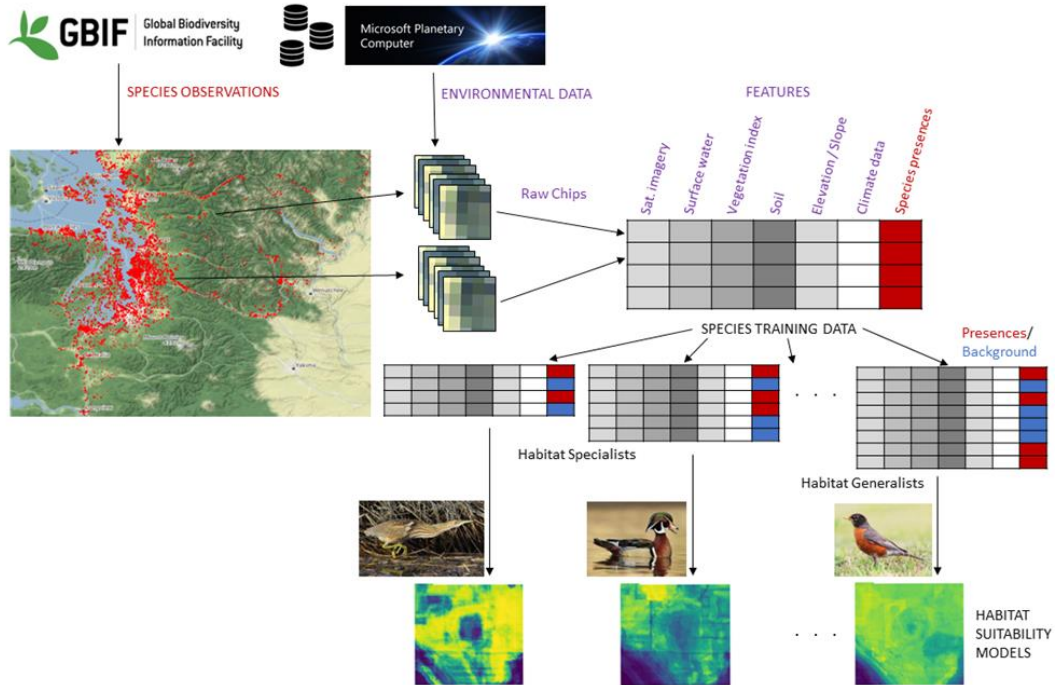 GBIF
Global Biodiversity
Information Facility
Microsoft Planetary
Computer
SPECIES OBSERVATIONS
ENVIRONMENTAL DATA
FEATURES
Raw Chips
Sat. imagery
Surface water
Vegetation index
Soil
Elevation / Slope
Climate data
Species presences
SPECIES TRAINING DATA
Presences/
Background
. . .
Habitat Specialists
Habitat Generalists
. . .
HABITAT
SUITABILITY
MODELS